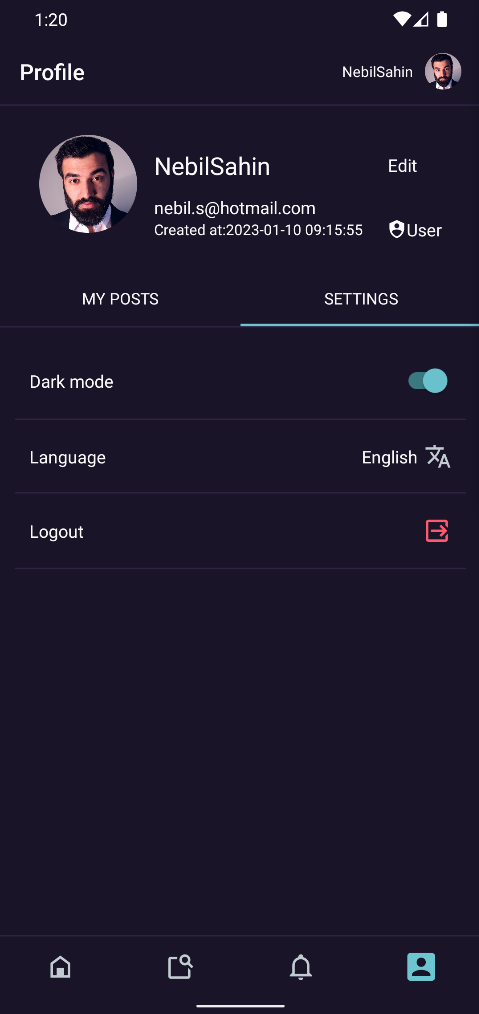 1:20
Profile
NebilSahin
NebilSahin
Edit
nebil.s@hotmail.com
Created at:2023-01-10 09:15:55
User
MY POSTS
SETTINGS
Dark mode
Language
English
Logout